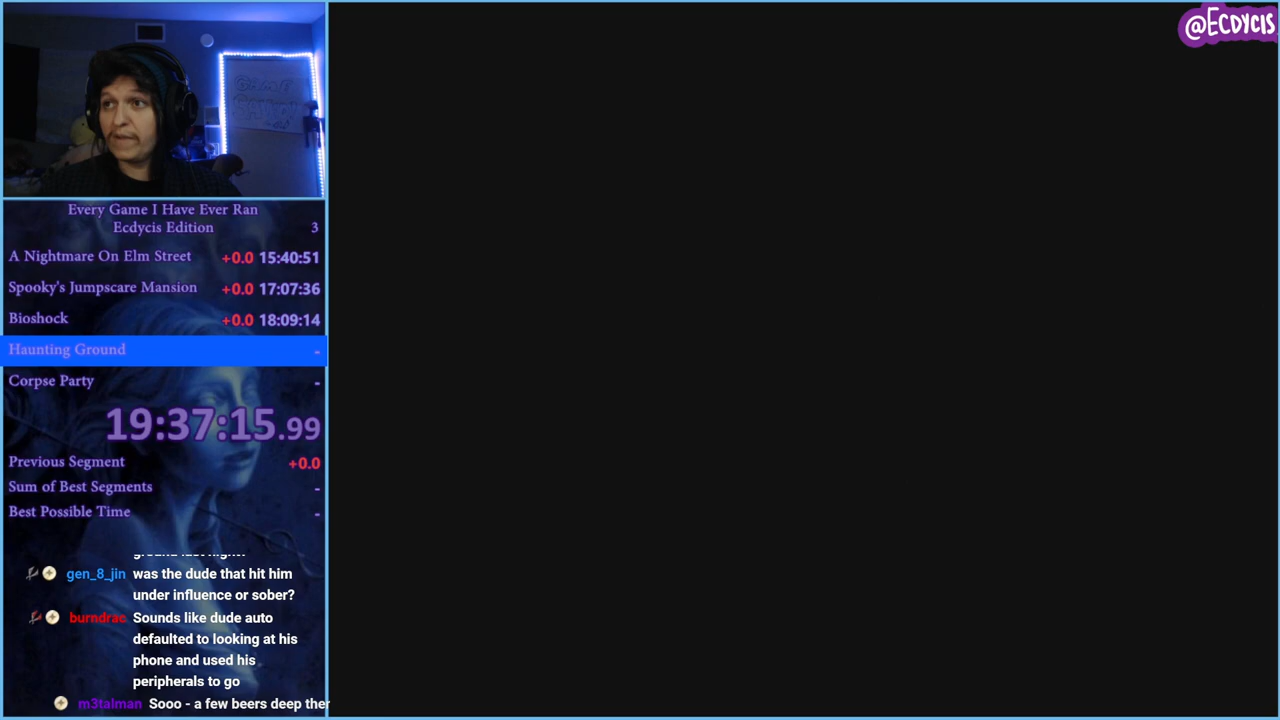 @ECDYCIS
GAME
Every Game I Have Ever Ran
Ecdycis Edition 3
A Nightmare On Elm Street +0.0 15:40:51
Spooky's Jumpscare Mansion +0.0 17:07:36
Bioshock +0.0 18:09:14
Haunting Ground -
Corpse Party -
19:37:15.99
Previous Segment +0.0
Sum of Best Segments -
Best Possible Time -
gen_8_jin was the dude that hit him
under influence or sober?
burndrac Sounds like dude auto
defaulted to looking at his
phone and used his
peripherals to go
m3talman Sooo - a few beers deep ther